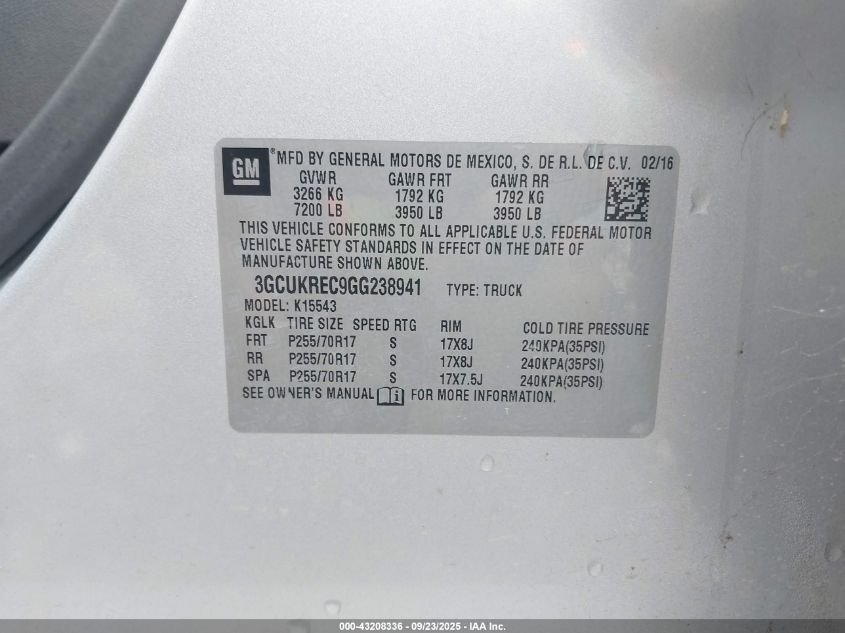 GM
MFD BY GENERAL MOTORS DE MEXICO, S. DE R.L. DE C.V. 02/16
GVWR GAWR FRT GAWR RR
3266 KG 1792 KG 1792 KG
7200 LB 3950 LB 3950 LB
THIS VEHICLE CONFORMS TO ALL APPLICABLE U.S. FEDERAL MOTOR
VEHICLE SAFETY STANDARDS IN EFFECT ON THE DATE OF
MANUFACTURE SHOWN ABOVE.
3GCUKREC9GG238941 TYPE: TRUCK
MODEL: K15543
KGLK TIRE SIZE SPEED RTG RIM COLD TIRE PRESSURE
FRT P255/70R17 S 17X8J 240KPA(35PSI)
RR P255/70R17 S 17X8J 240KPA(35PSI)
SPA P255/70R17 S 17X7.5J 240KPA(35PSI)
SEE OWNER'S MANUAL i FOR MORE INFORMATION.
000-43208336 - 09/23/2025 - IAA Inc.